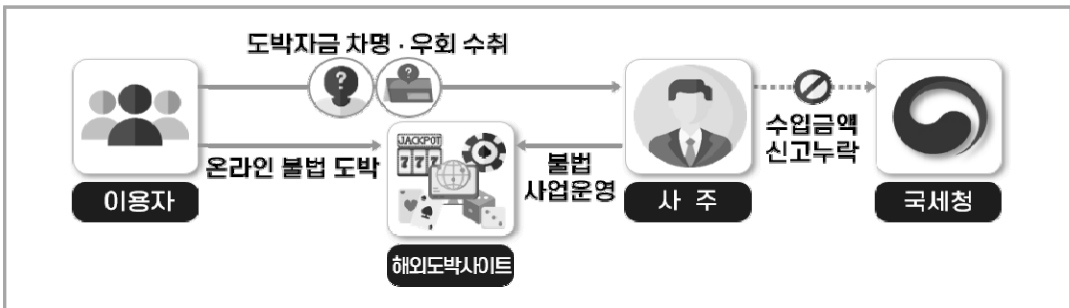 도박자금 차명 · 우회 수취
?
?
수입금액
신고누락
JACKPOT
777
온라인 불법 도박
불법
사업운영
이용자
사 주
국세청
해외도박사이트